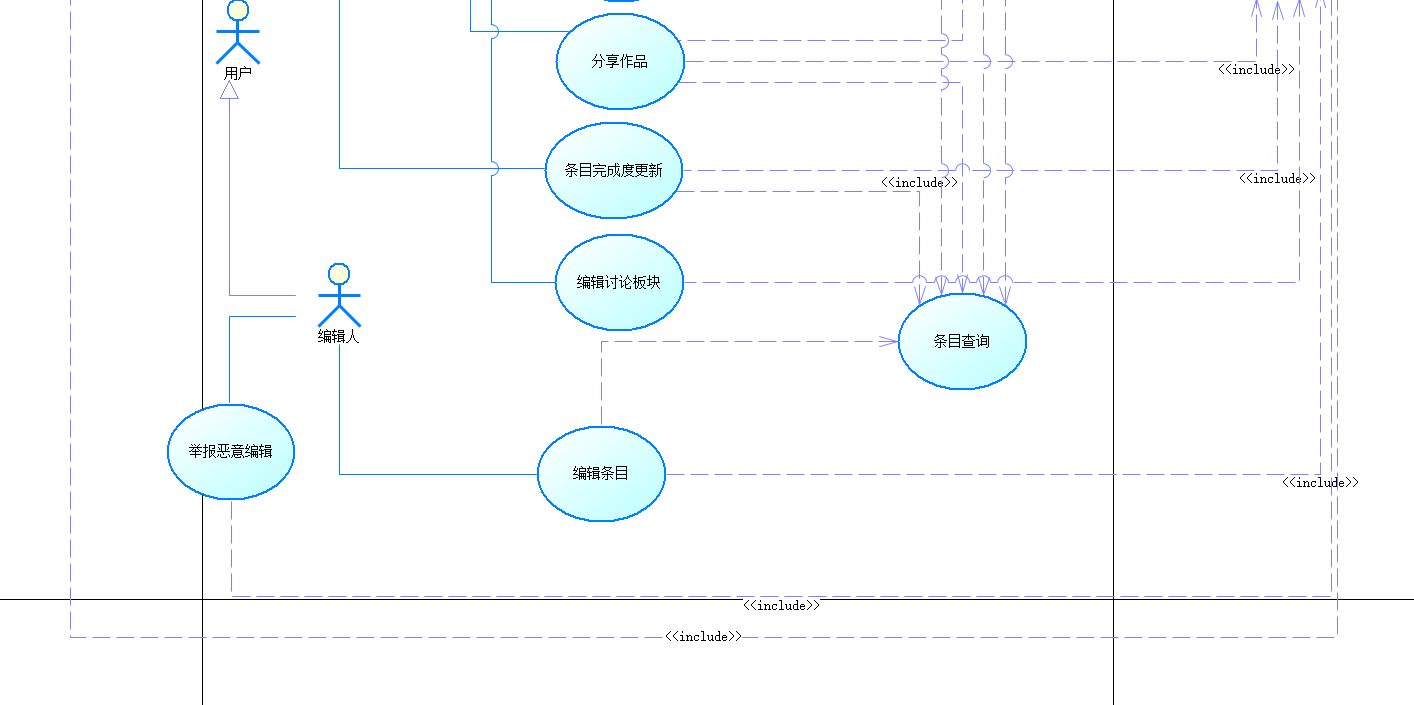 分享作品
<<include>>
用户
条目完成度更新
<<include>>
<<include>>
编辑讨论板块
编辑人
条目查询
举报恶意编辑
编辑条目
<<include>>
<<include>>
<<include>>